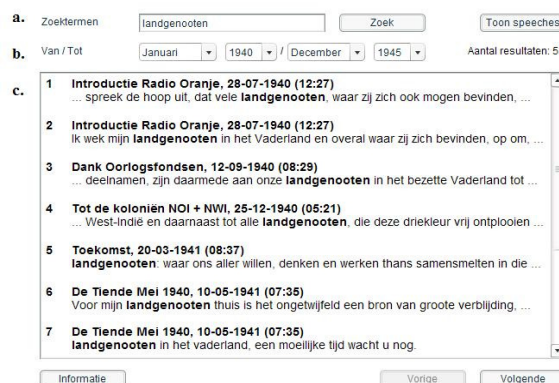 a. Zoektermen landgenooten Zoek Toon speeches
b. Van / Tot Januari 1940 / December 1945 Aantal resultaten: 5
c.
1 Introductie Radio Oranje, 28-07-1940 (12:27)
... spreek de hoop uit, dat vele landgenooten, waar zij zich ook mogen bevinden, ...
2 Introductie Radio Oranje, 28-07-1940 (12:27)
Ik wek mijn landgenooten in het Vaderland en overal waar zij zich bevinden, op om, ...
3 Dank Oorlogsfondsen, 12-09-1940 (08:29)
... deelnamen, zijn daarmede aan onze landgenooten in het bezette Vaderland tot ...
4 Tot de koloniën NOI + NWI, 25-12-1940 (05:21)
... West-Indië en daarnaast tot alle landgenooten, die deze driekleur vrij ontplooien ...
5 Toekomst, 20-03-1941 (08:37)
landgenooten: waar ons aller willen, denken en werken thans samensmelten in die ...
6 De Tiende Mei 1940, 10-05-1941 (07:35)
Voor mijn landgenooten thuis is het ongetwijfeld een bron van groote verblijding, ...
7 De Tiende Mei 1940, 10-05-1941 (07:35)
landgenooten in het vaderland, een moeilijke tijd wacht u nog.
Informatie Vorige Volgende